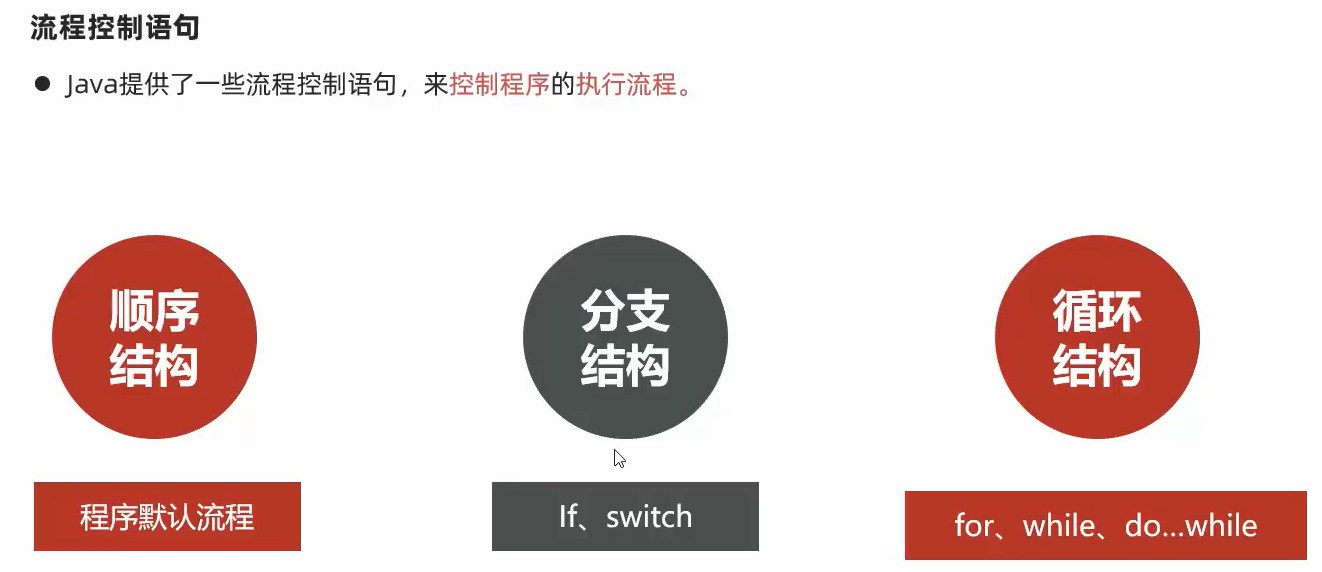 流程控制语句
● Java提供了一些流程控制语句，来控制程序的执行流程。
顺序
结构
分支
结构
循环
结构
程序默认流程
If、switch
for、while、do...while